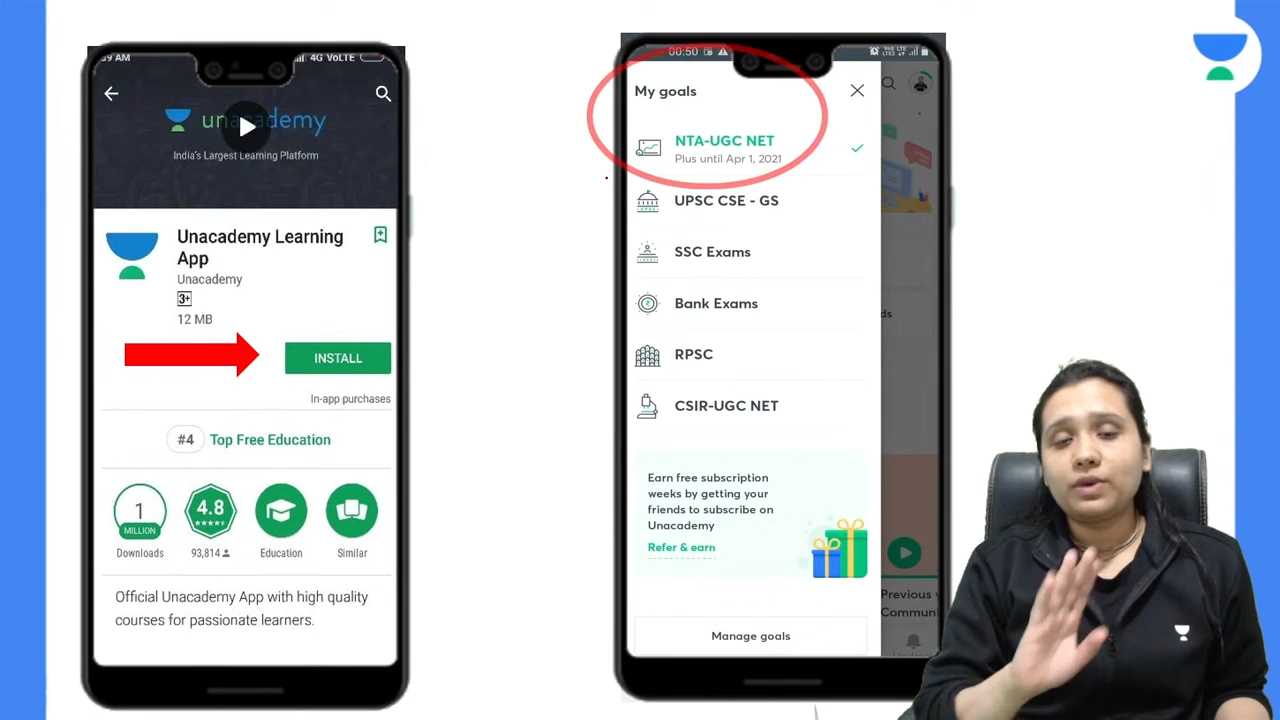 39 AM
4G VoLTE
unacademy
India's Largest Learning Platform
Unacademy Learning
App
Unacademy
3+
12 MB
INSTALL
In-app purchases
#4 Top Free Education
1
MILLION
4.8
Downloads
93,814
Education
Similar
Official Unacademy App with high quality
courses for passionate learners.
00:50
My goals
NTA-UGC NET
Plus until Apr 1, 2021
UPSC CSE - GS
SSC Exams
Bank Exams
RPSC
CSIR-UGC NET
Earn free subscription
weeks by getting your
friends to subscribe on
Unacademy
Refer & earn
Manage goals
ds
Previous
Communi